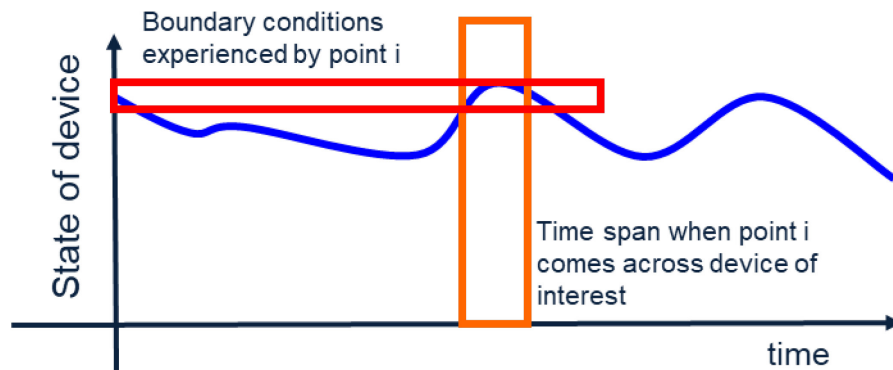 Boundary conditions
experienced by point i
State of device
Time span when point i
comes across device of
interest
time